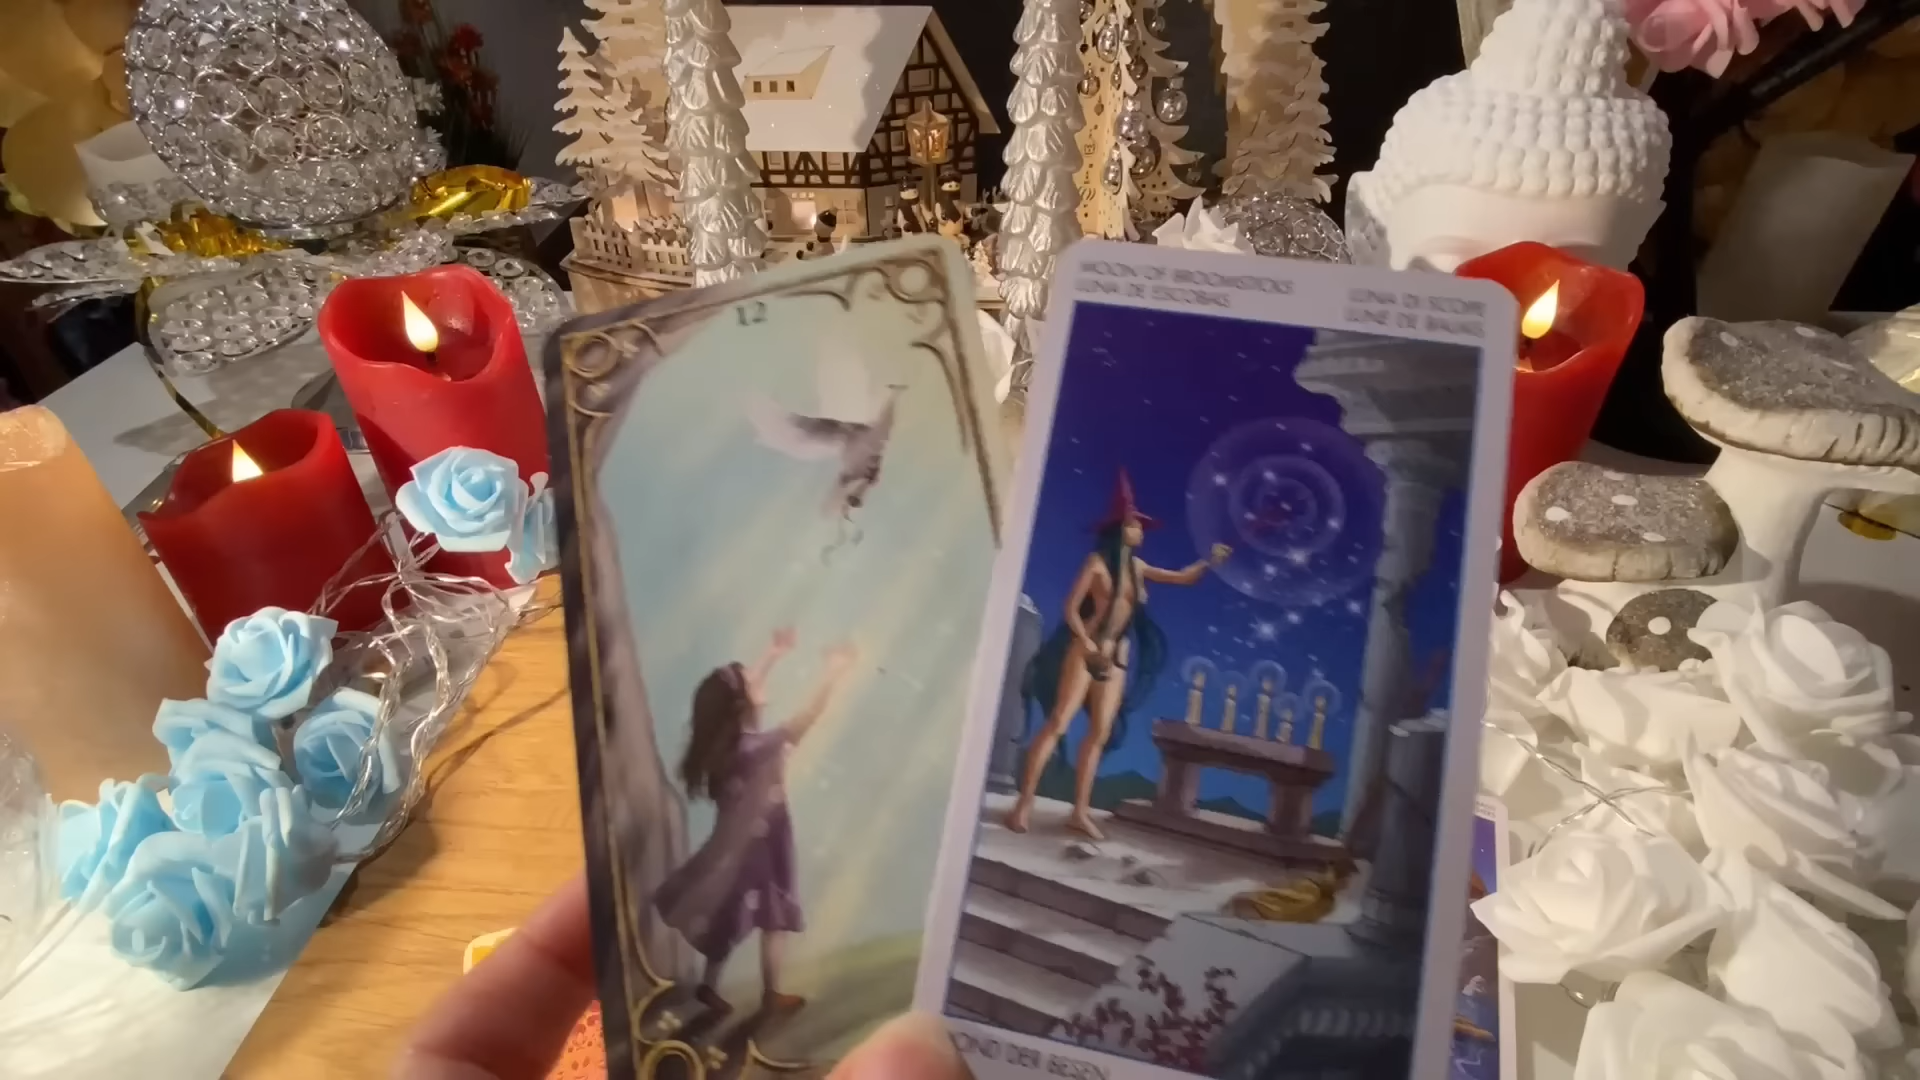 12
MOON OF BROOMSTICKS
LUNA DE ESCOBAS
LUNA DI SCOPE
LUNE DE BALAIS
MOND DER BESEN